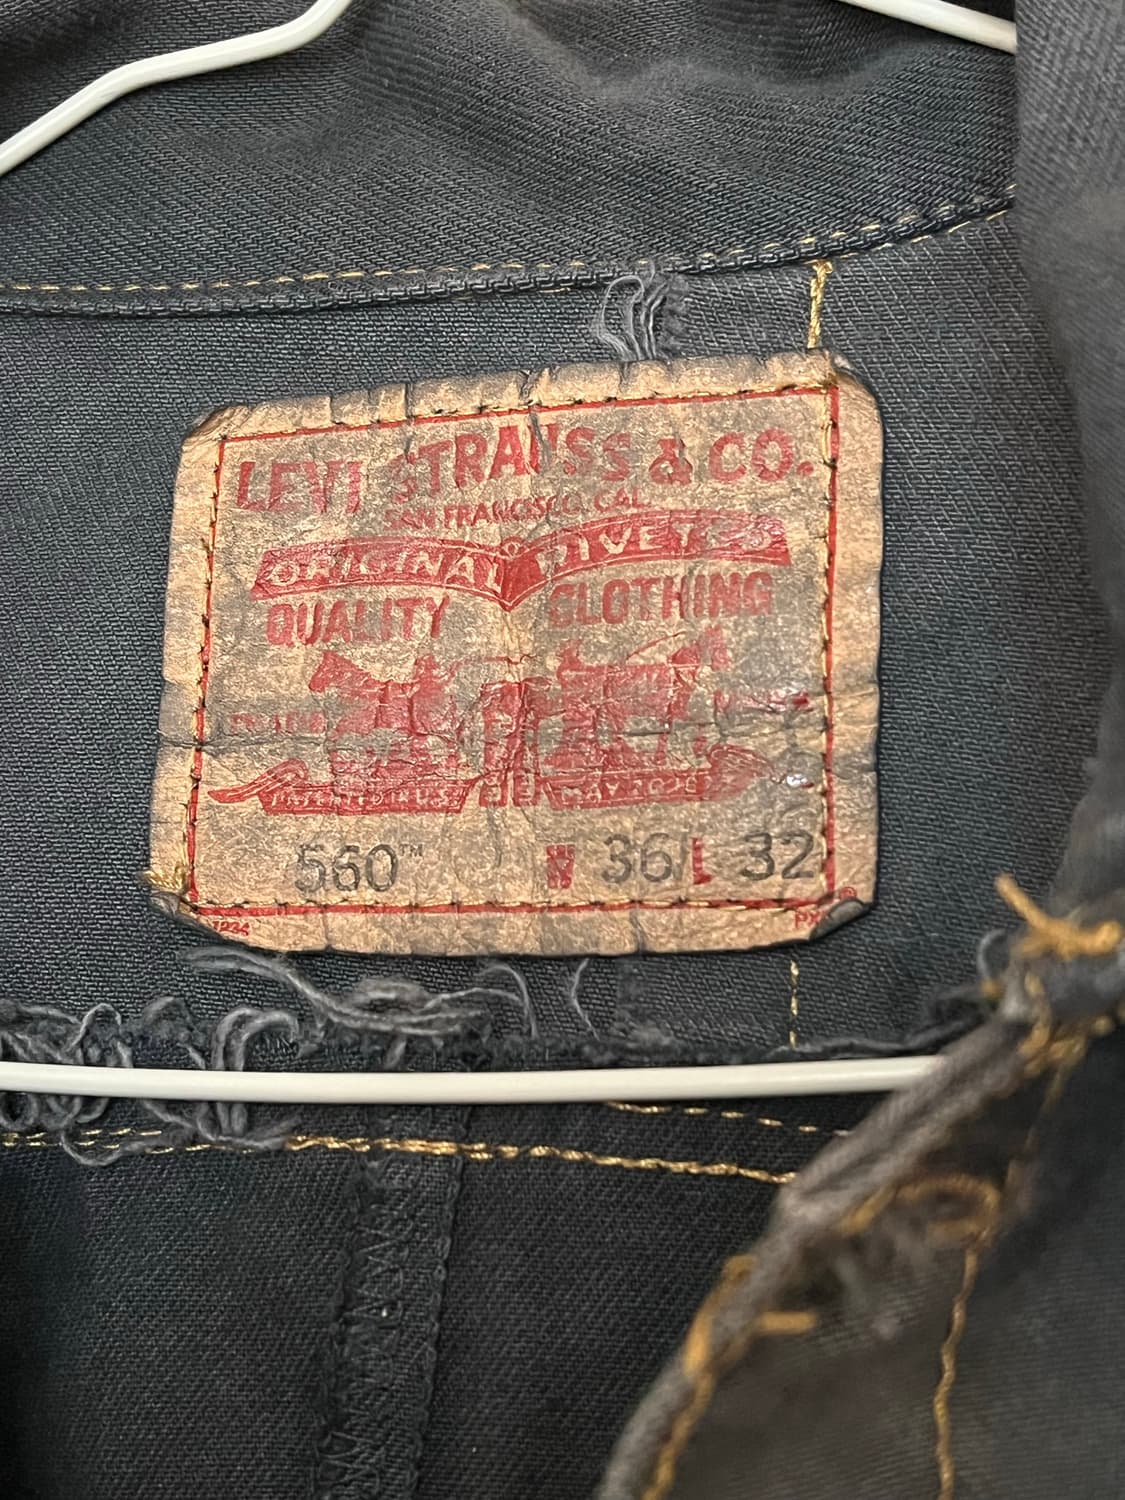 LEVI STRAUSS & CO.
SAN FRANCISCO, CAL.
ORIGINAL RIVETED
QUALITY CLOTHING
560™ W 36 L 32
®